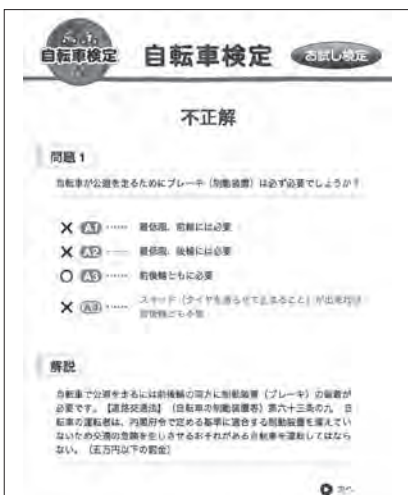 自転車検定
自転車検定 お試し検定
不正解
問題1
自転車が公道を走るためにブレーキ（制動装置）は必ず必要でしょうか？
× A1 …… 最低限、前輪には必要
× A2 …… 最低限、後輪には必要
○ A3 …… 前後輪ともに必要
× …… スキッド（タイヤを滑らせて止まること）が出来れば
前後輪とも不要
解説
自転車で公道を走るには前後輪の両方に制動装置（ブレーキ）の装着が
必要です。【道路交通法】（自転車の制動装置等）第六十三条の九 自
転車の運転者は、内閣府令で定める基準に適合する制動装置を備えてい
ないため交通の危険を生じさせるおそれがある自転車を運転してはなら
ない。（五万円以下の罰金）
次へ